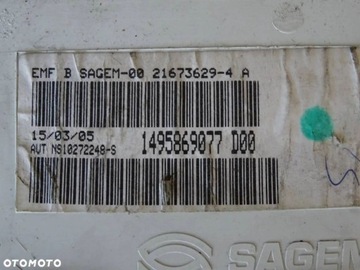 EMF B SAGEM-00 21673629-4 A
15/03/05
1495869077 D00
AUT NS10272248-S
SAGEM
OTOMOTO